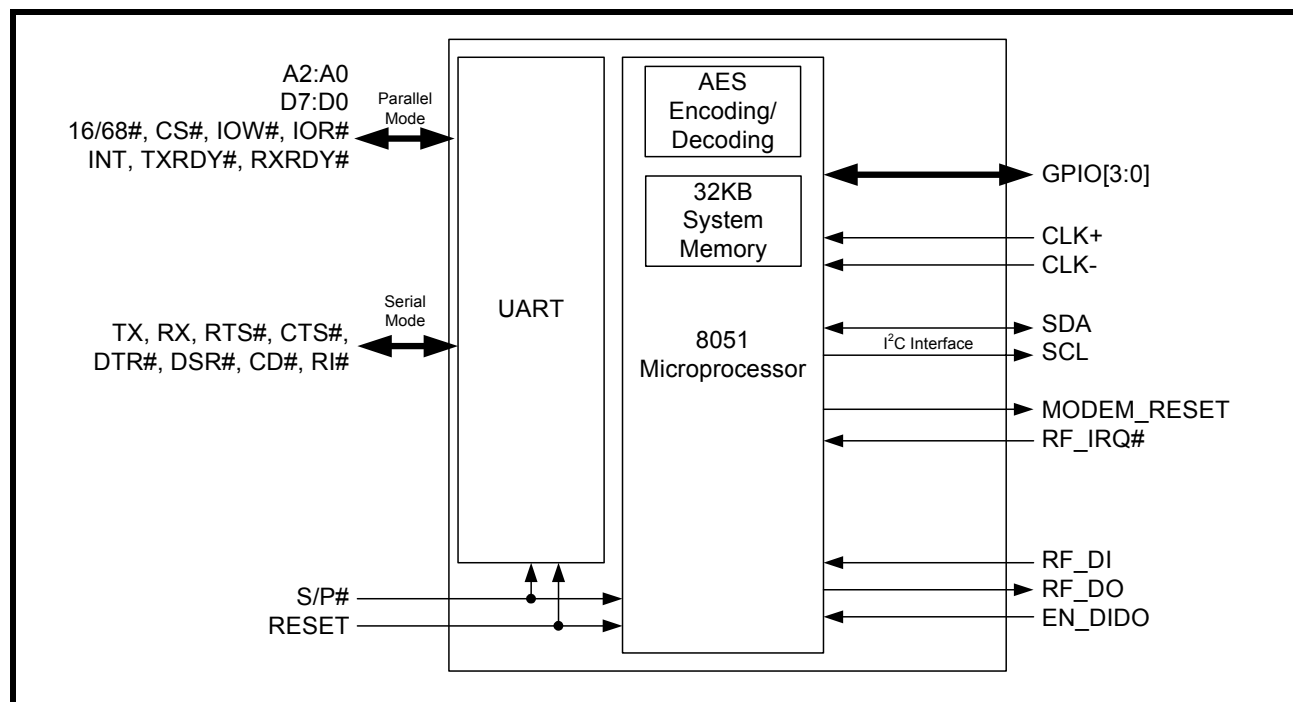 A2:A0
D7:D0
16/68#, CS#, IOW#, IOR#
INT, TXRDY#, RXRDY#
Parallel
Mode
TX, RX, RTS#, CTS#,
DTR#, DSR#, CD#, RI#
Serial
Mode
S/P#
RESET
UART
AES
Encoding/
Decoding
32KB
System
Memory
8051
Microprocessor
GPIO[3:0]
CLK+
CLK-
SDA
I²C Interface
SCL
MODEM_RESET
RF_IRQ#
RF_DI
RF_DO
EN_DIDO